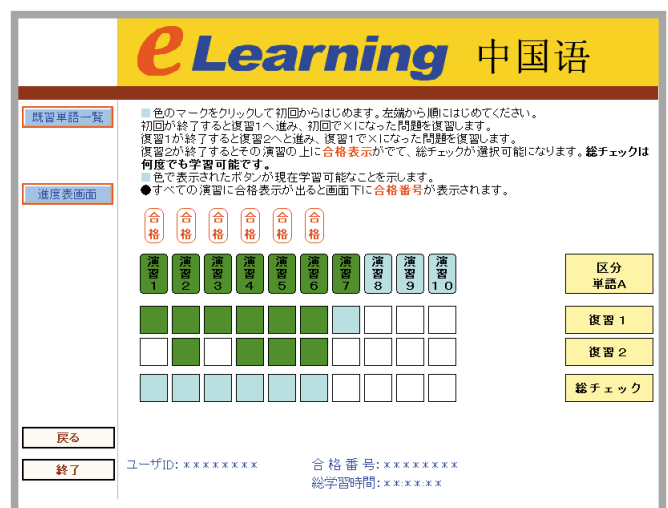 eLearning 中国语
既習単語一覧
■色のマークをクリックして初回からはじめます。左端から順にはじめてください。
初回が終了すると復習1へ進み、初回で×になった問題を復習します。
復習1が終了すると復習2へと進み、復習1で×になった問題を復習します。
復習2が終了するとその演習の上に合格表示がでて、総チェックが選択可能になります。総チェックは
何度でも学習可能です。
■色で表示されたボタンが現在学習可能なことを示します。
●すべての演習に合格表示が出ると画面下に合格番号が表示されます。
進度表画面
合格 合格 合格 合格 合格 合格
演習1 演習2 演習3 演習4 演習5 演習6 演習7 演習8 演習9 演習10
区分
単語A
復習1
復習2
総チェック
戻る
終了
ユーザID:××××××××
合格番号:××××××××
総学習時間:××:××:××